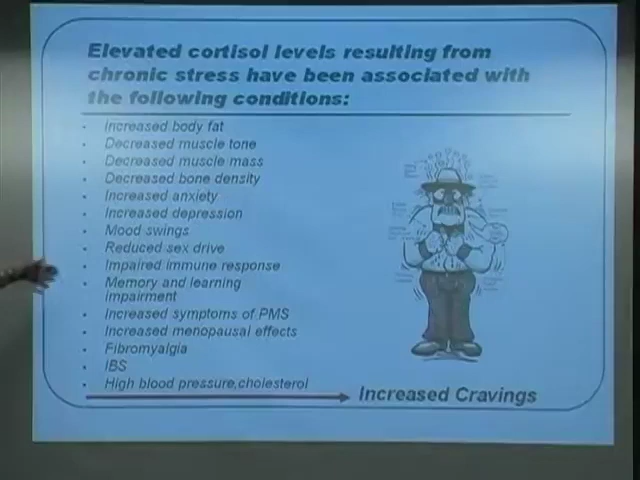 Elevated cortisol levels resulting from
chronic stress have been associated with
the following conditions:
Increased body fat
Decreased muscle tone
Decreased muscle mass
Decreased bone density
Increased anxiety
Increased depression
Mood swings
Reduced sex drive
Impaired immune response
Memory and learning
impairment
Increased symptoms of PMS
Increased menopausal effects
Fibromyalgia
IBS
High blood pressure,cholesterol
Increased Cravings